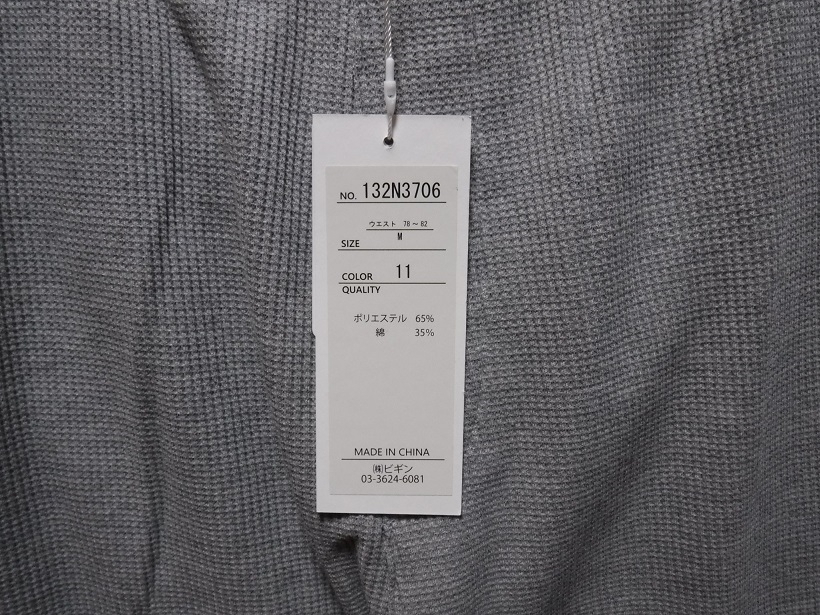 NO. 132N3706
ウエスト 78～82
SIZE M
COLOR 11
QUALITY
ポリエステル 65%
綿 35%
MADE IN CHINA
㈱ビギン
03-3624-6081